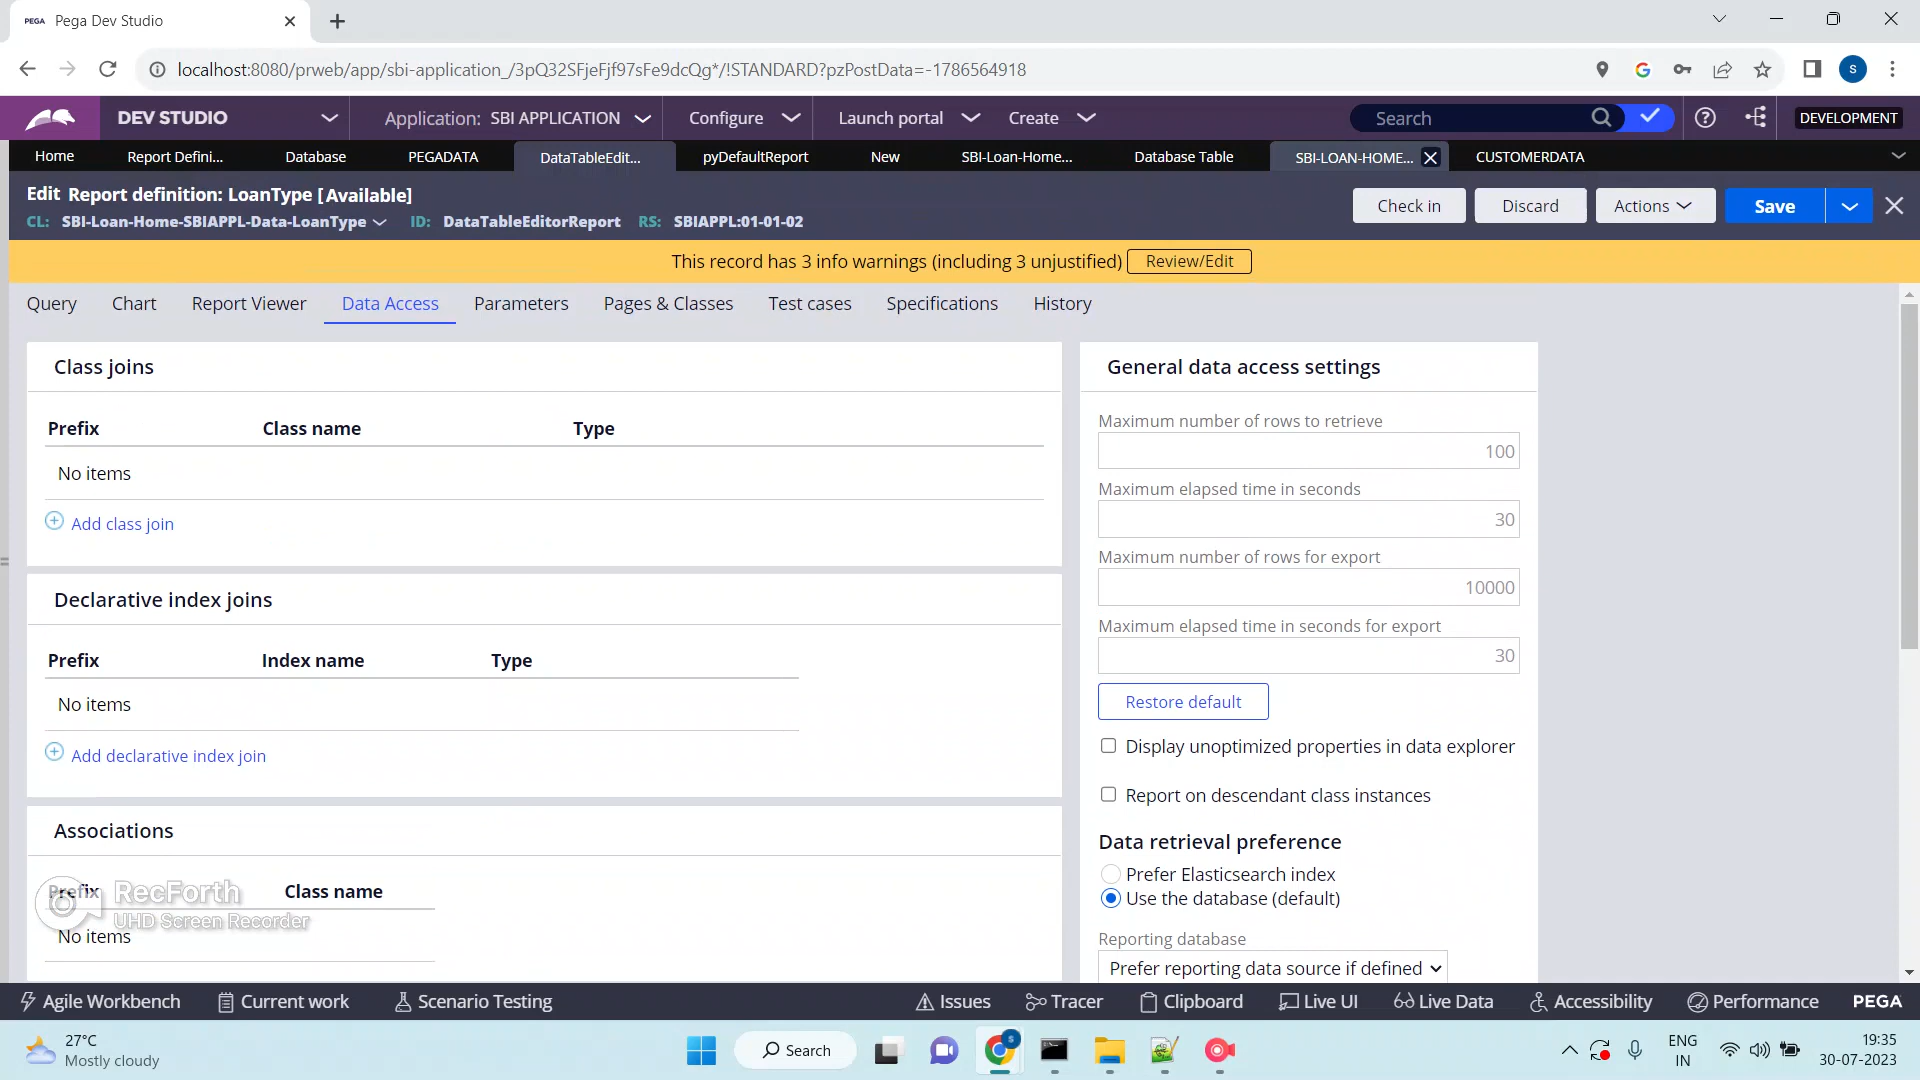 PEGA Pega Dev Studio
localhost:8080/prweb/app/sbi-application_/3pQ32SFjeFjf97sFe9dcQg*/!STANDARD?pzPostData=-1786564918
S
DEV STUDIO
Application: SBI APPLICATION
Configure
Launch portal
Create
Search
DEVELOPMENT
Home
Report Defini...
Database
PEGADATA
DataTableEdit...
pyDefaultReport
New
SBI-Loan-Home...
Database Table
SBI-LOAN-HOME...
CUSTOMERDATA
Edit Report definition: LoanType [Available]
CL: SBI-Loan-Home-SBIAPPL-Data-LoanType ID: DataTableEditorReport RS: SBIAPPL:01-01-02
Check in
Discard
Actions
Save
This record has 3 info warnings (including 3 unjustified) Review/Edit
Query
Chart
Report Viewer
Data Access
Parameters
Pages & Classes
Test cases
Specifications
History
Class joins
Prefix Class name Type
No items
Add class join
Declarative index joins
Prefix Index name Type
No items
Add declarative index join
Associations
Prefix Class name
No items
RecForth
UHD Screen Recorder
General data access settings
Maximum number of rows to retrieve
100
Maximum elapsed time in seconds
30
Maximum number of rows for export
10000
Maximum elapsed time in seconds for export
30
Restore default
Display unoptimized properties in data explorer
Report on descendant class instances
Data retrieval preference
Prefer Elasticsearch index
Use the database (default)
Reporting database
Prefer reporting data source if defined
Agile Workbench
Current work
Scenario Testing
Issues
Tracer
Clipboard
Live UI
Live Data
Accessibility
Performance
PEGA
27°C
Mostly cloudy
Search
S
ENG
IN
19:35
30-07-2023